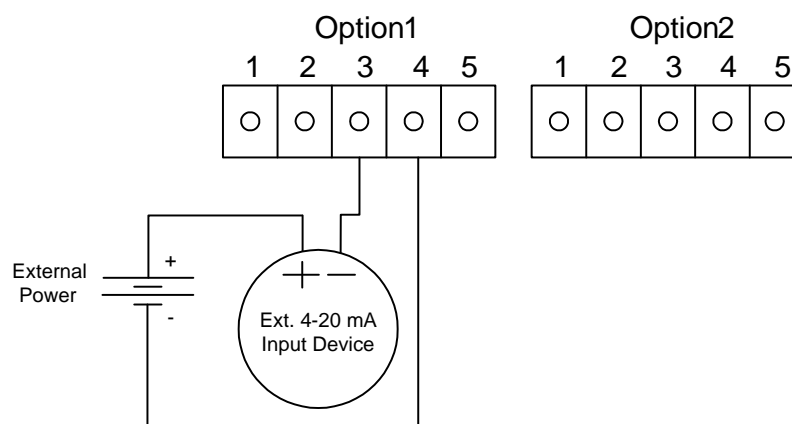 Option1
Option2
1 2 3 4 5
1 2 3 4 5
External
Power
+
-
+ −
Ext. 4-20 mA
Input Device